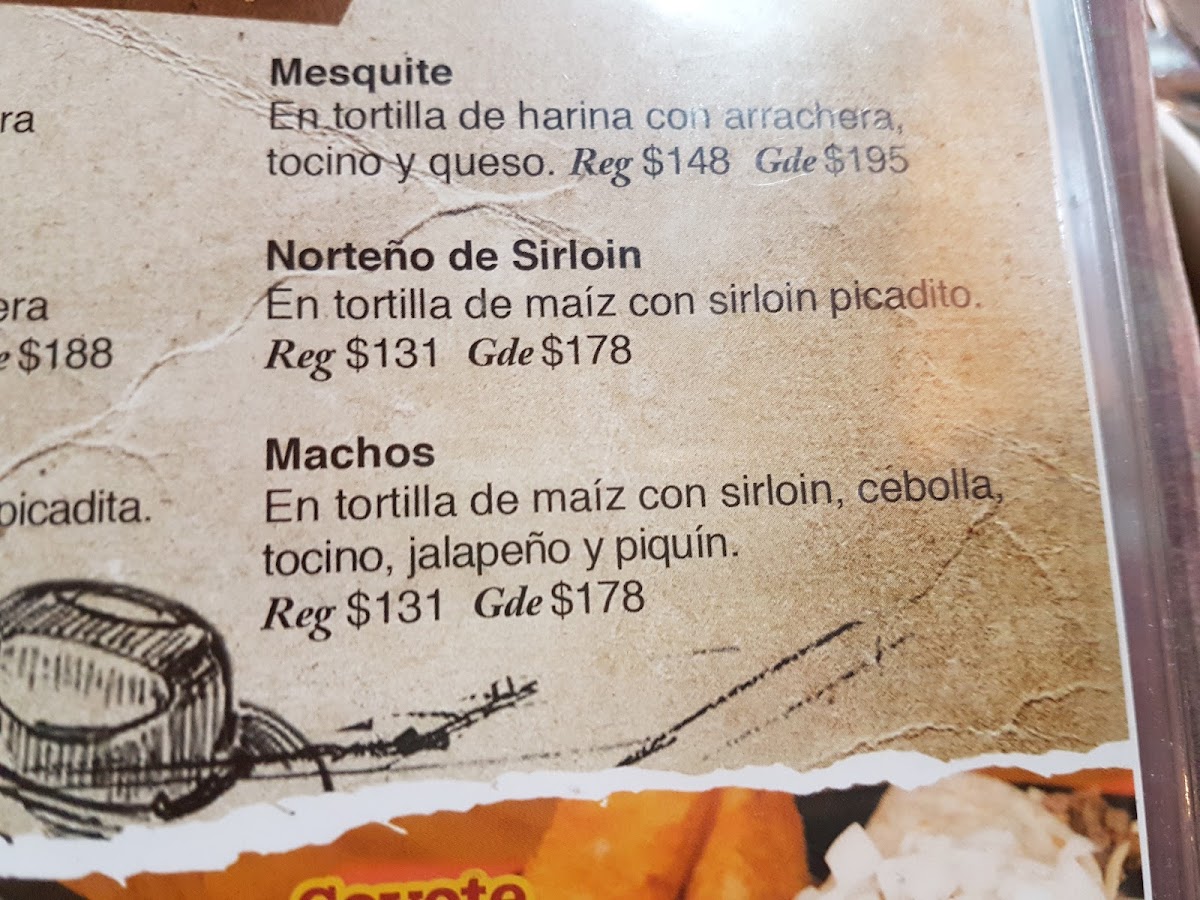 ra
era
$188
picadita.
Mesquite
En tortilla de harina con arrachera,
tocino y queso. Reg $148 Gde $195
Norteño de Sirloin
En tortilla de maíz con sirloin picadito.
Reg $131 Gde $178
Machos
En tortilla de maíz con sirloin, cebolla,
tocino, jalapeño y piquín.
Reg $131 Gde $178
Coyote